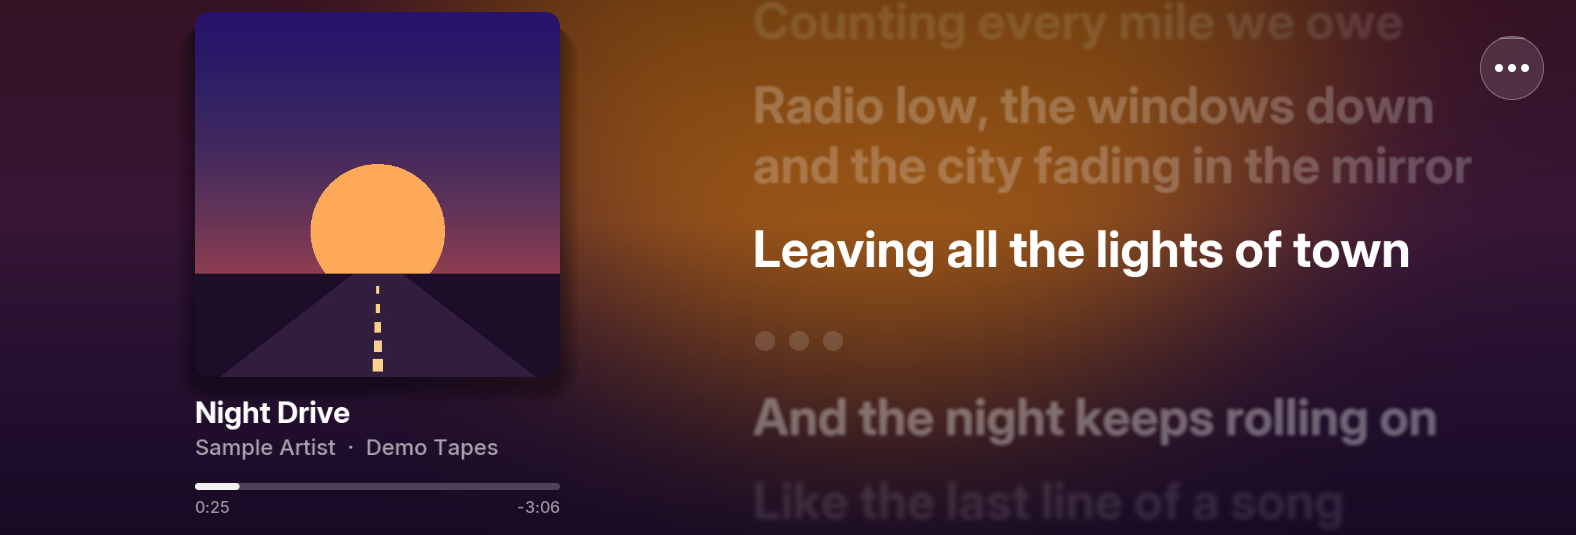 Night Drive
Sample Artist · Demo Tapes
0:25
-3:06
Counting every mile we owe
Radio low, the windows down
and the city fading in the mirror
Leaving all the lights of town
And the night keeps rolling on
Like the last line of a song